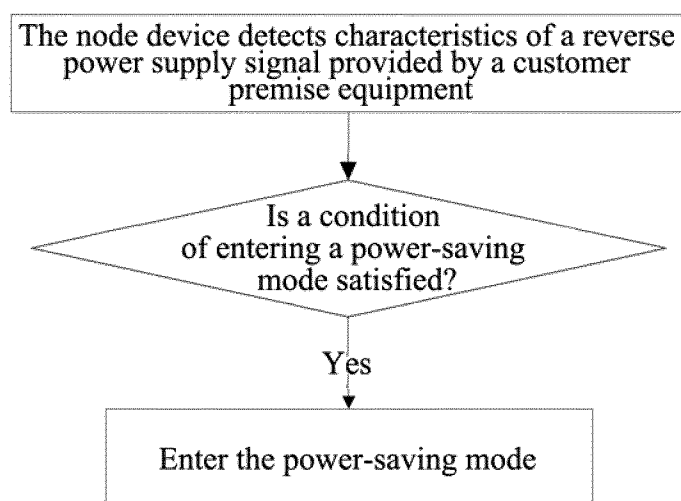 The node device detects characteristics of a reverse
power supply signal provided by a customer
premise equipment
Is a condition
of entering a power-saving
mode satisfied?
Yes
Enter the power-saving mode